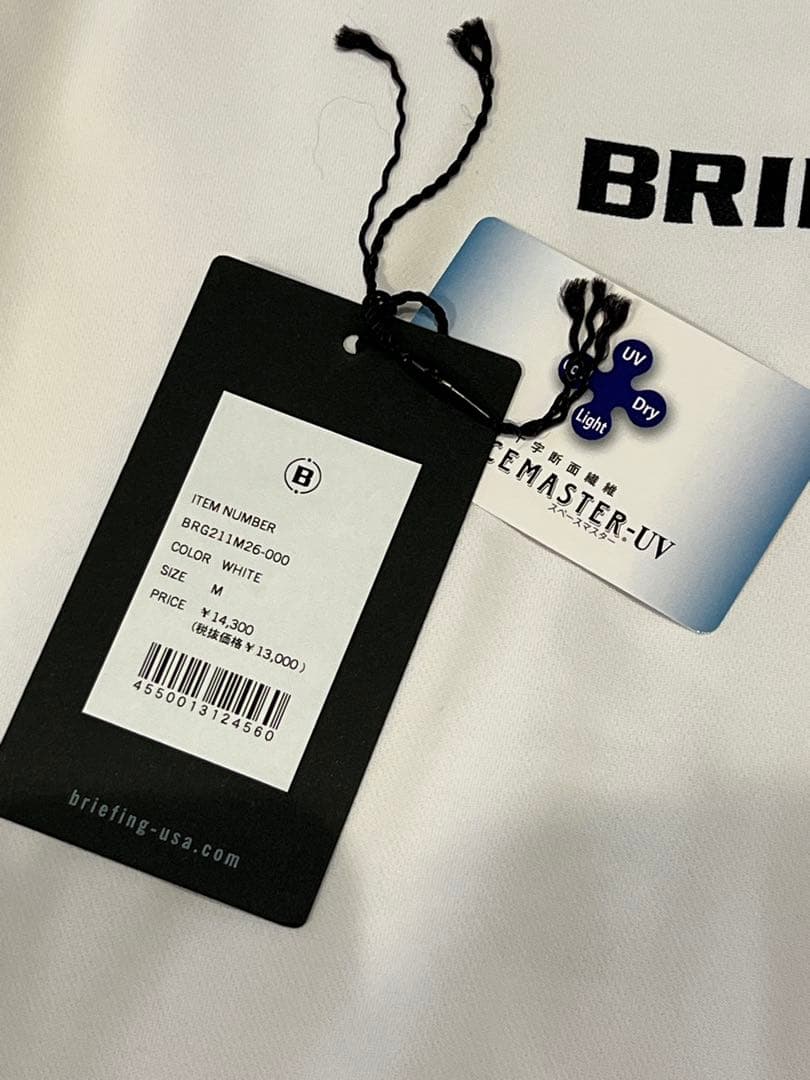 BRI
UV
C
Dry
Light
十字断面繊維
CEMASTER®-UV
スペースマスター
B
ITEM NUMBER
BRG211M26-000
COLOR WHITE
SIZE M
PRICE ¥14,300
(税抜価格¥13,000)
4550013124560
briefing-usa.com